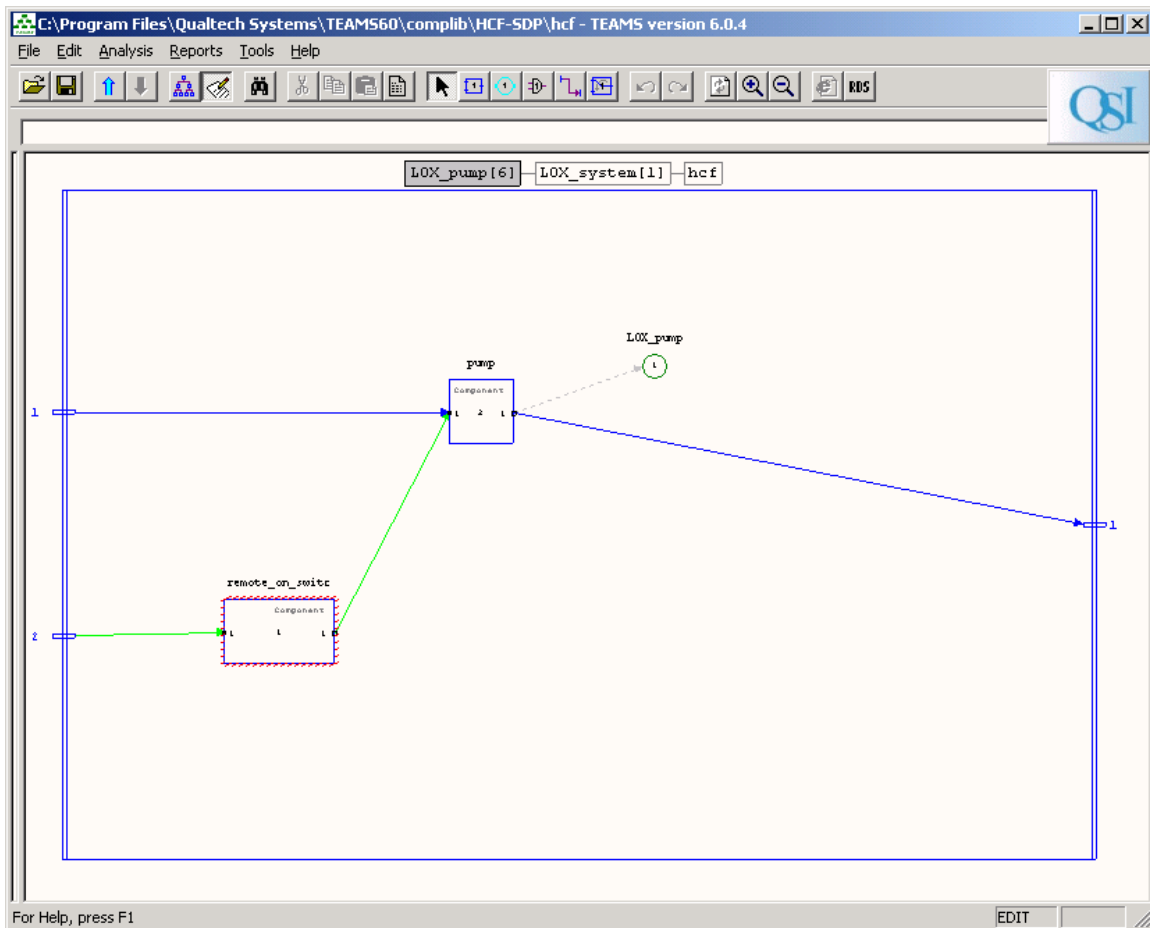 C:\Program Files\Qualtech Systems\TEAMS60\complib\HCF-SDP\hcf - TEAMS version 6.0.4
File Edit Analysis Reports Tools Help
RDS
QSI
LOX_pump[6] LOX_system[1] hcf
LOX_pump
pump
Component
1 1 2 1
1
remote_on_switc
Component
2 1 1 1
For Help, press F1 EDIT